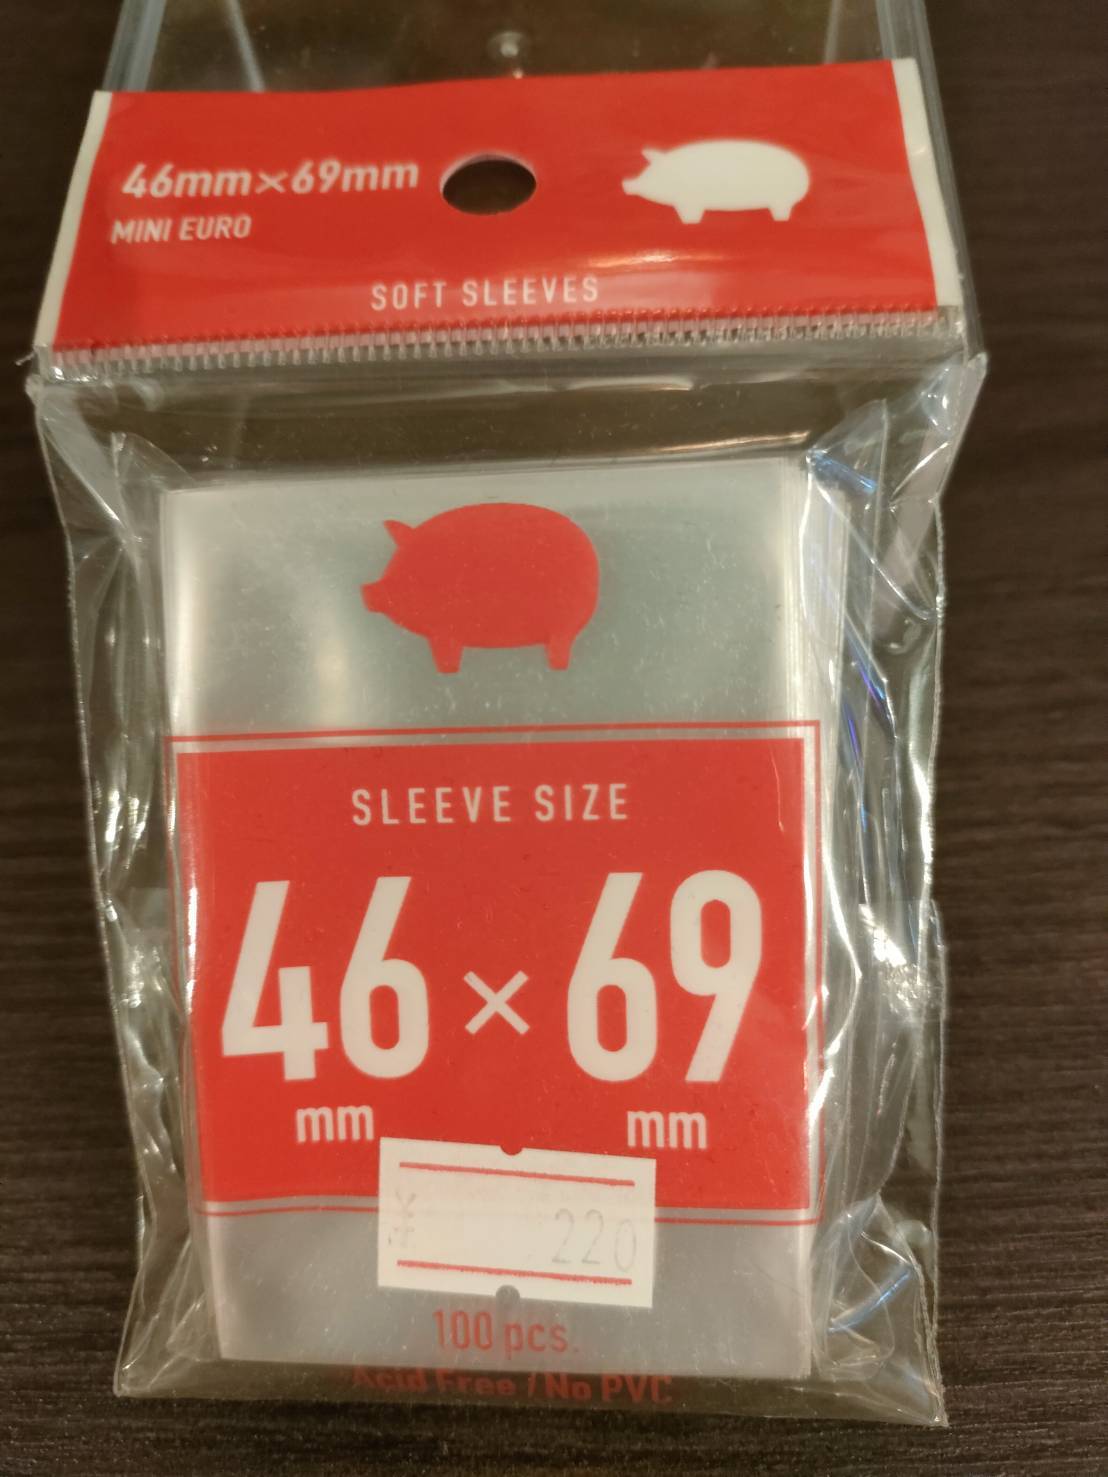 46mm×69mm
MINI EURO
SOFT SLEEVES
SLEEVE SIZE
46 × 69
mm mm
¥ 220
100 pcs.
Acid Free / No PVC